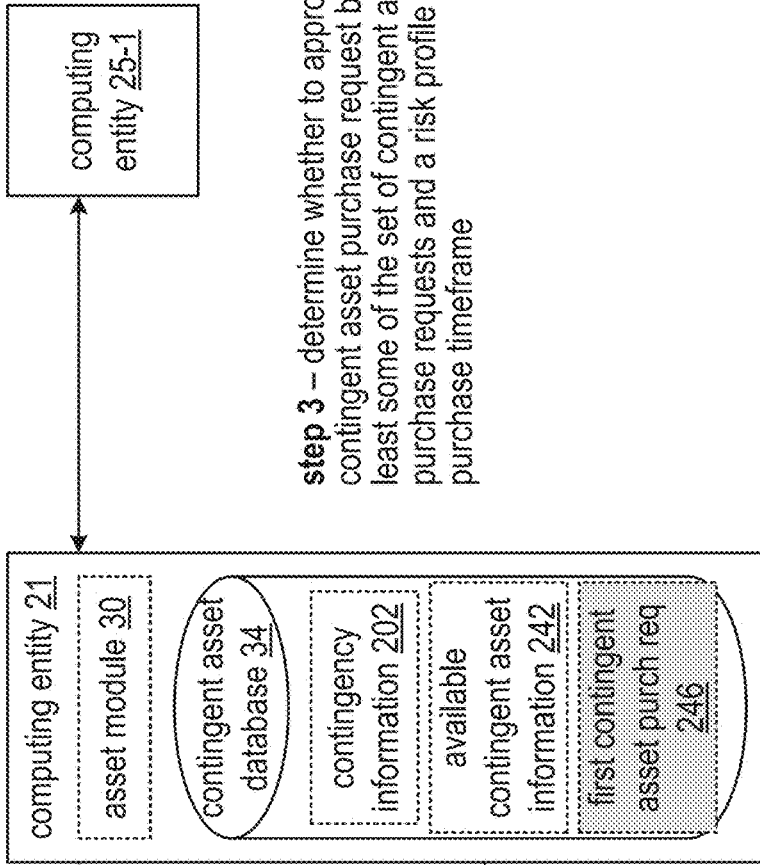 computing entity 21
asset module 30
contingent asset
database 34
contingency
information 202
available
contingent asset
information 242
first contingent
asset purch req
246
computing
entity 25-1
step 3 – determine whether to appro
contingent asset purchase request b
least some of the set of contingent a
purchase requests and a risk profile
purchase timeframe